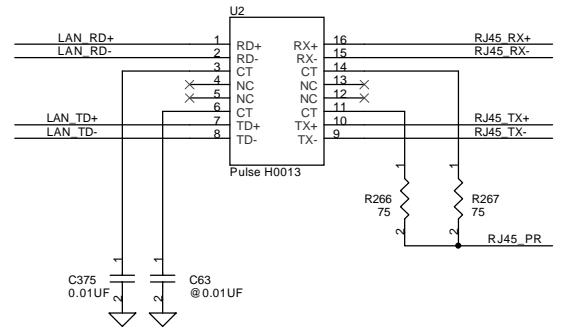 U2
LAN_RD+ 1 RD+ RX+ 16 RJ45_RX+
LAN_RD- 2 RD- RX- 15 RJ45_RX-
3 CT CT 14
4 NC NC 13
5 NC NC 12
6 CT CT 11
LAN_TD+ 7 TD+ TX+ 10 RJ45_TX+
LAN_TD- 8 TD- TX- 9 RJ45_TX-
Pulse H0013
1 1
R266 R267
75 75
2 2 RJ45_PR
1 1
C375 C63
0.01UF @0.01UF
2 2